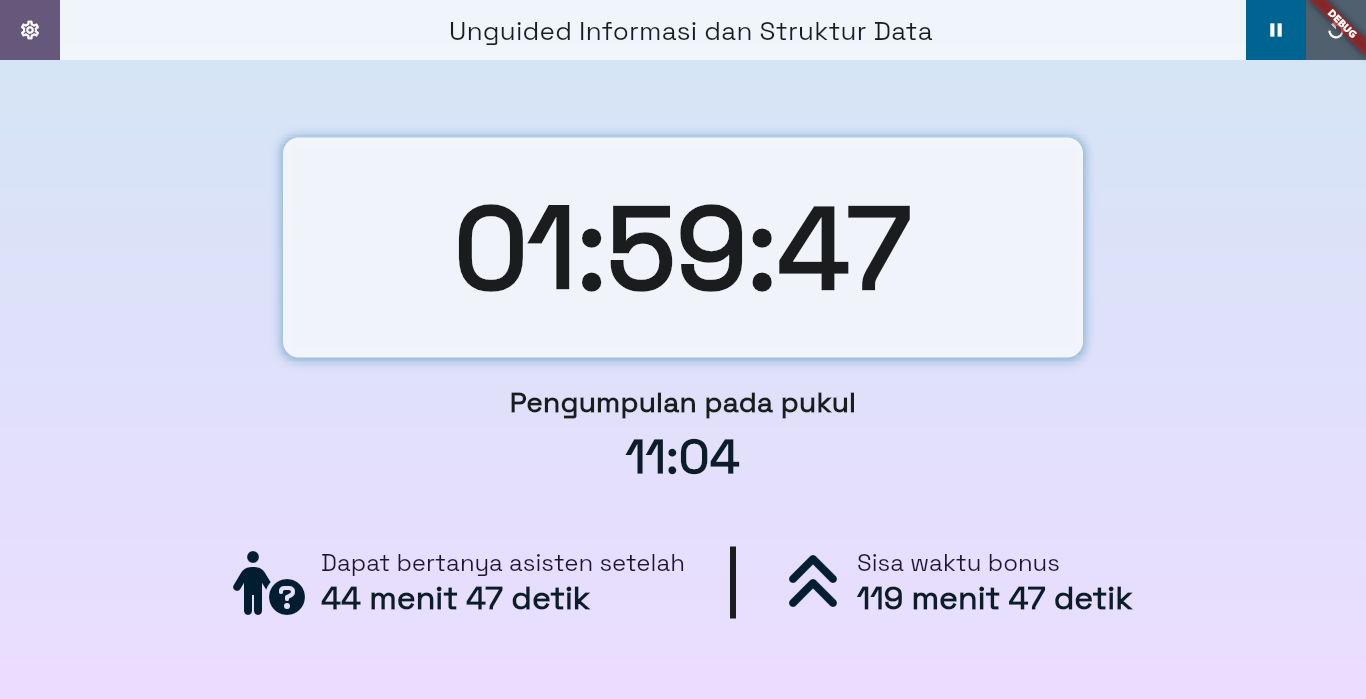 Unguided Informasi dan Struktur Data
DEBUG
01:59:47
Pengumpulan pada pukul
11:04
Dapat bertanya asisten setelah
44 menit 47 detik
Sisa waktu bonus
119 menit 47 detik